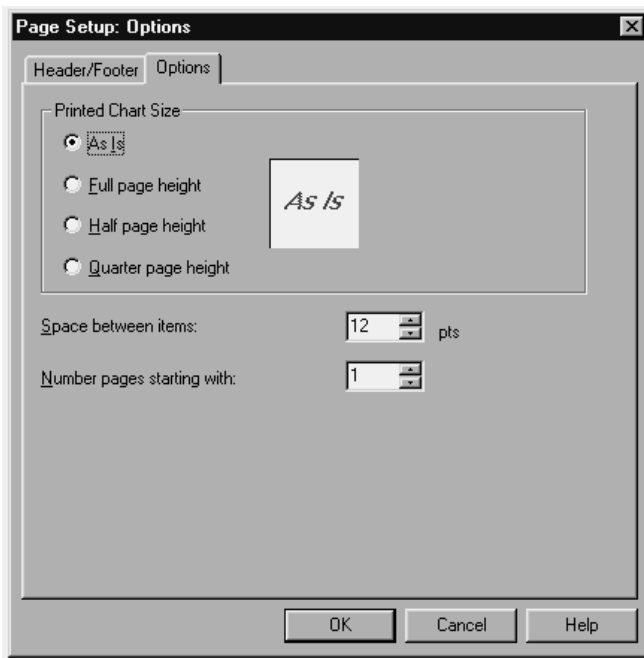 Page Setup: Options
Header/Footer Options
Printed Chart Size
As Is
Full page height
As Is
Half page height
Quarter page height
Space between items: 12 pts
Number pages starting with: 1
OK Cancel Help